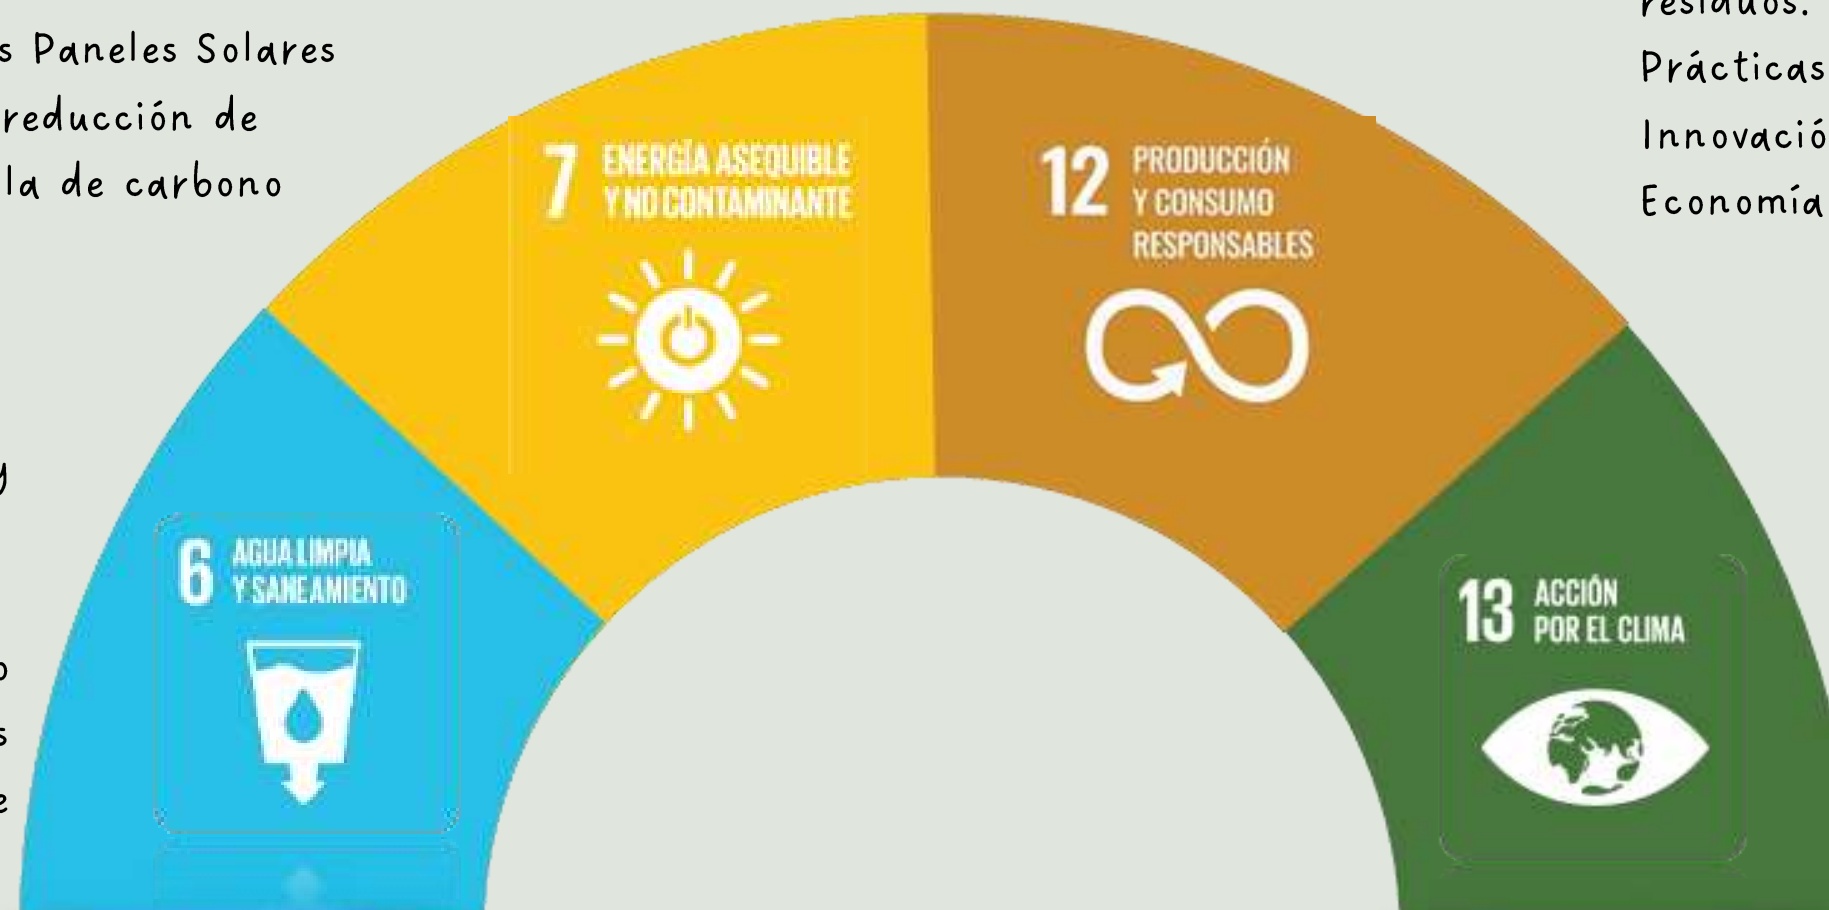 s Paneles Solares
reducción de
la de carbono
y
o
s
e
7 ENERGÍA ASEQUIBLE
Y NO CONTAMINANTE
12 PRODUCCIÓN
Y CONSUMO
RESPONSABLES
residuos.
Prácticas
Innovació
Economía
6 AGUA LIMPIA
Y SANEAMIENTO
13 ACCIÓN
POR EL CLIMA